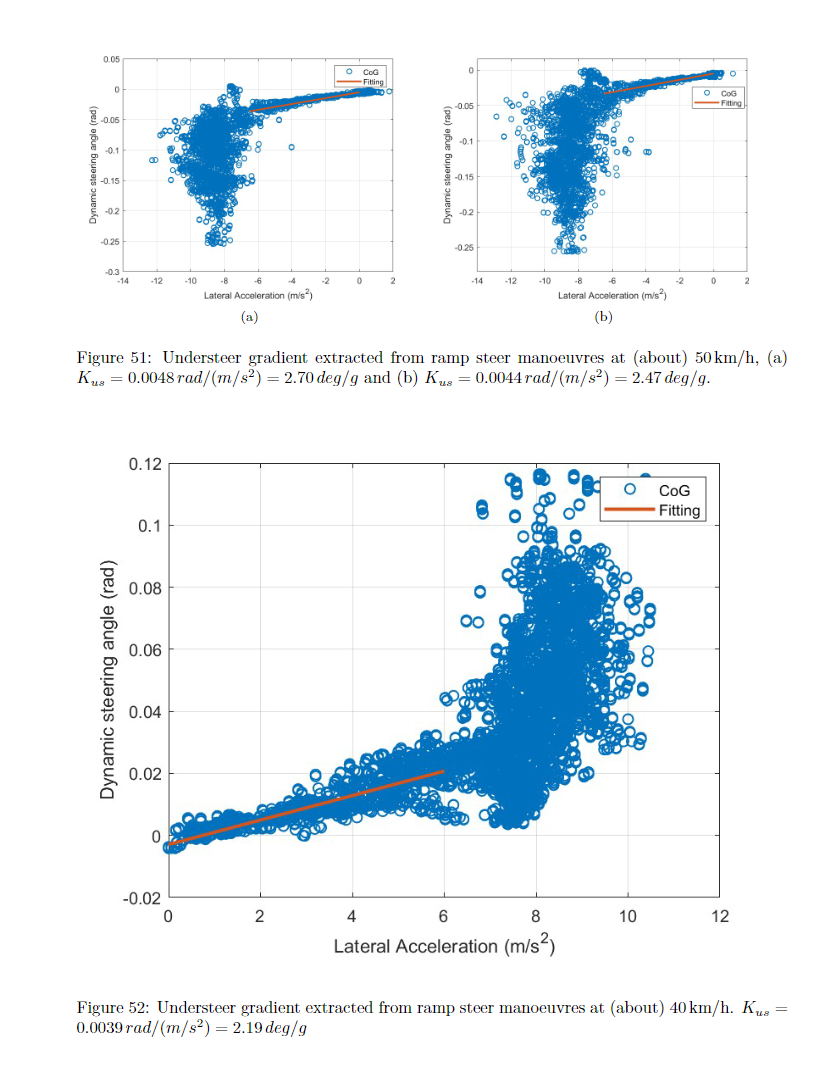 0.05
0
-0.05
-0.1
-0.15
-0.2
-0.25
-0.3
-14 -12 -10 -8 -6 -4 -2 0 2
Dynamic steering angle (rad)
Lateral Acceleration (m/s²)
CoG
Fitting
(a)
0
-0.05
-0.1
-0.15
-0.2
-0.25
-14 -12 -10 -8 -6 -4 -2 0 2
Dynamic steering angle (rad)
Lateral Acceleration (m/s²)
CoG
Fitting
(b)
Figure 51: Understeer gradient extracted from ramp steer manoeuvres at (about) 50 km/h, (a)
K_us = 0.0048 rad/(m/s²) = 2.70 deg/g and (b) K_us = 0.0044 rad/(m/s²) = 2.47 deg/g.
0.12
0.1
0.08
0.06
0.04
0.02
0
-0.02
0 2 4 6 8 10 12
Dynamic steering angle (rad)
Lateral Acceleration (m/s²)
CoG
Fitting
Figure 52: Understeer gradient extracted from ramp steer manoeuvres at (about) 40 km/h. K_us =
0.0039 rad/(m/s²) = 2.19 deg/g